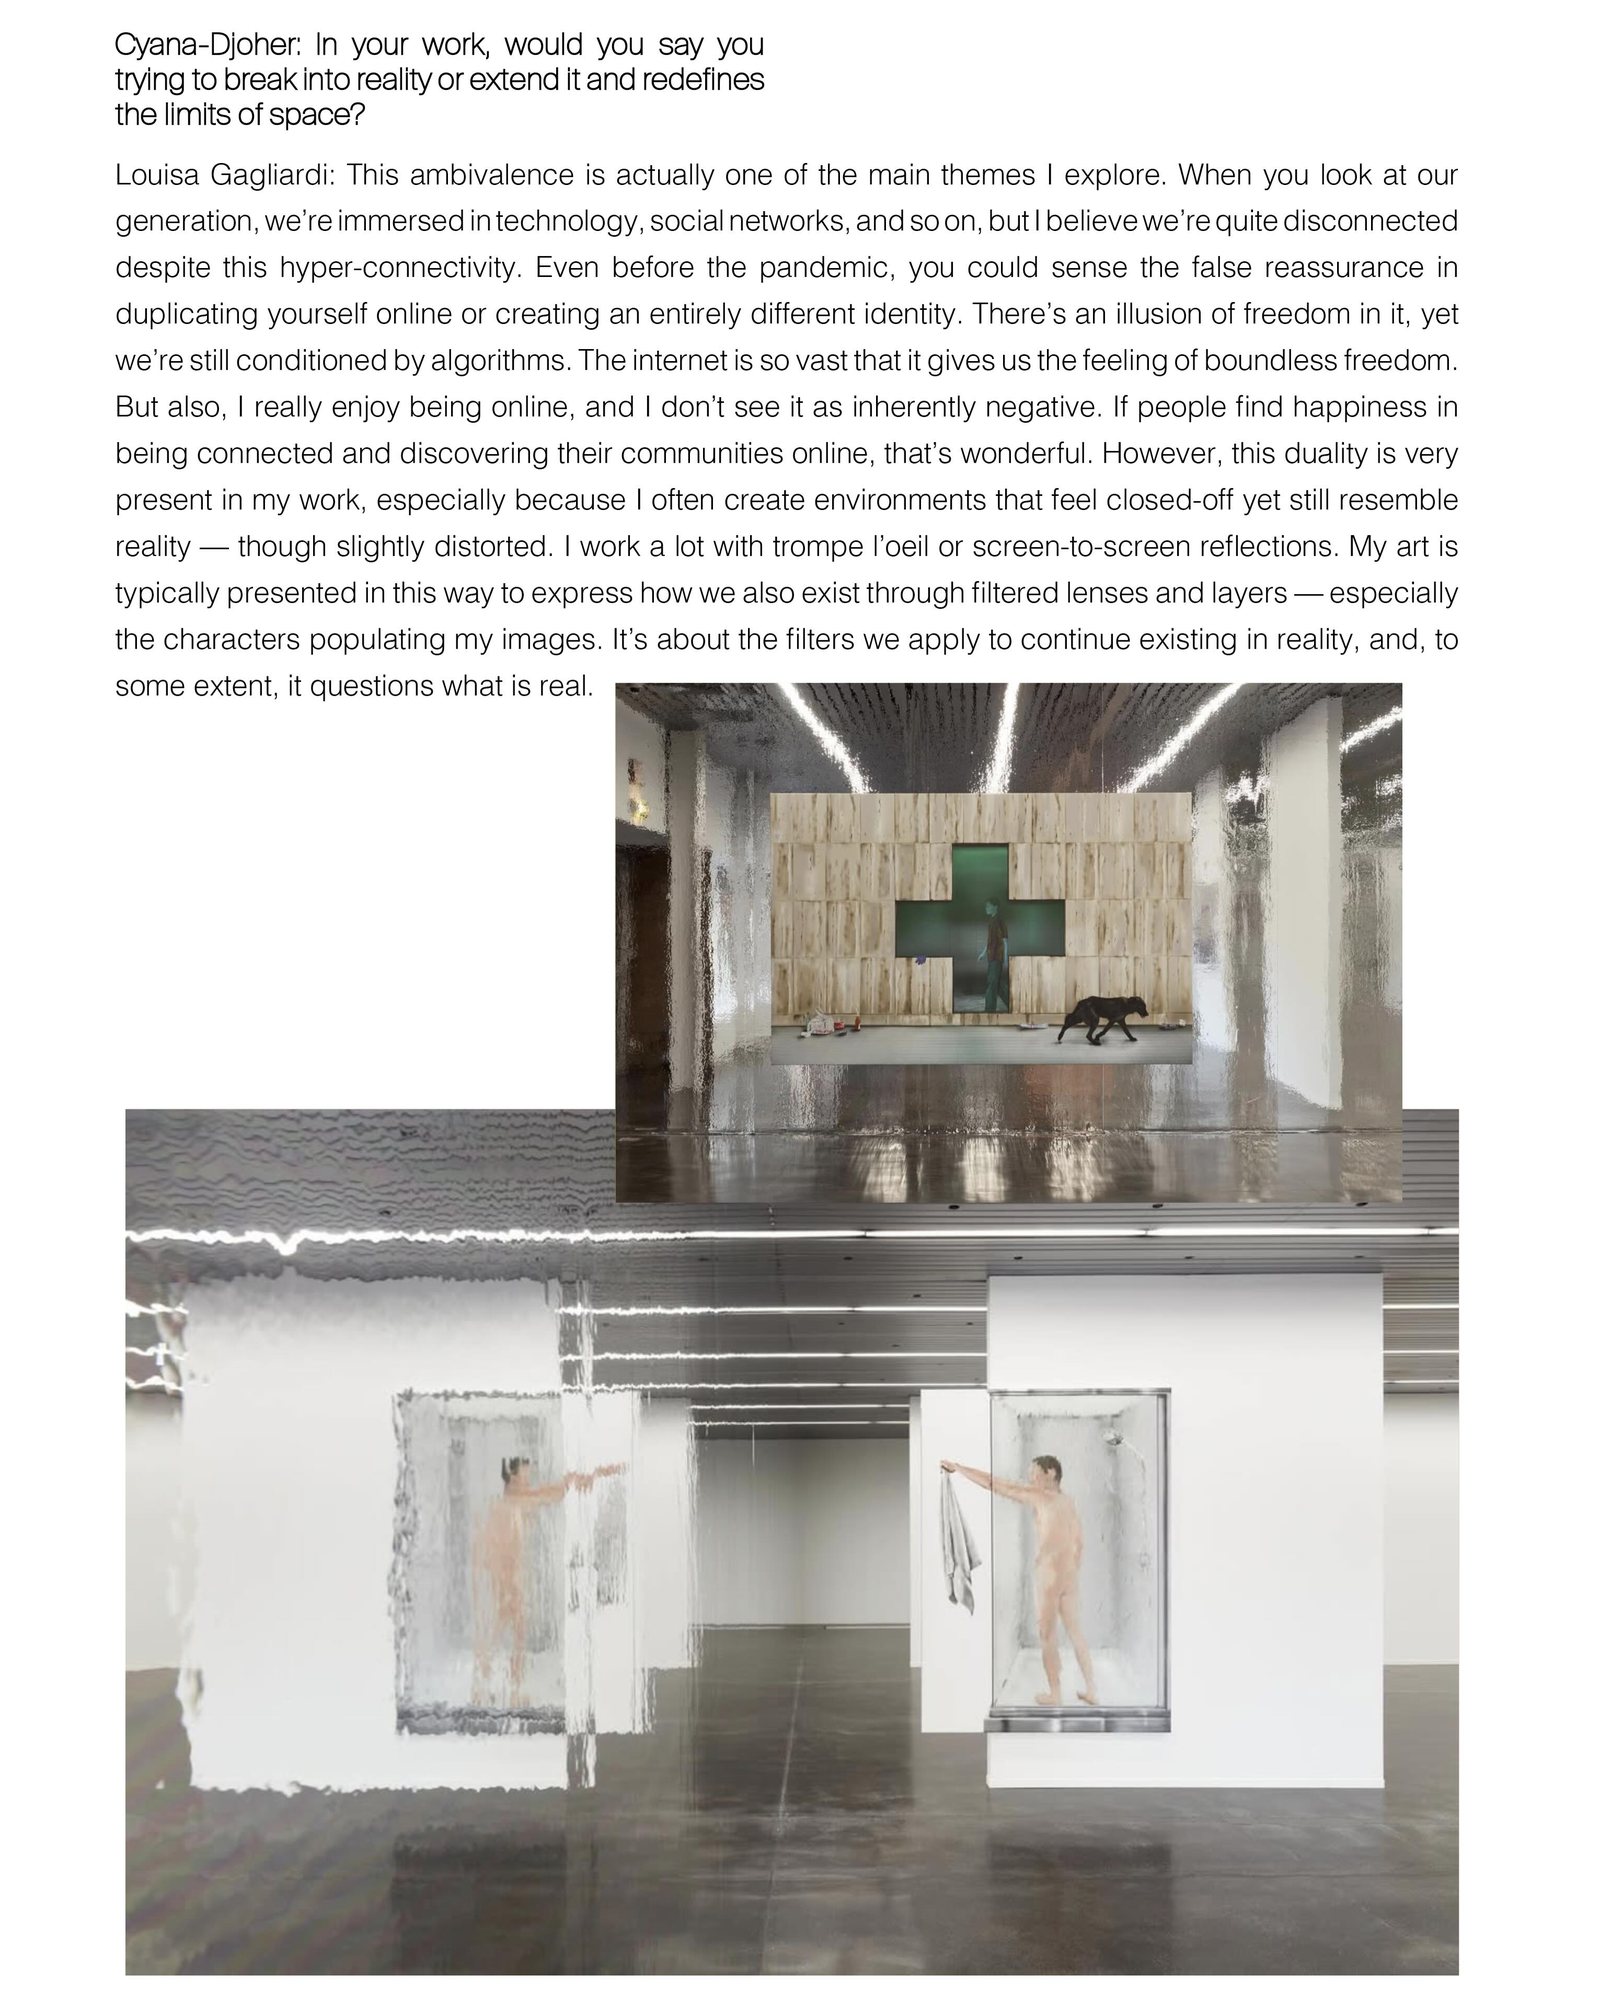 Cyana-Djoher: In your work, would you say you
trying to break into reality or extend it and redefines
the limits of space?
Louisa Gagliardi: This ambivalence is actually one of the main themes I explore. When you look at our
generation, we’re immersed in technology, social networks, and so on, but I believe we’re quite disconnected
despite this hyper-connectivity. Even before the pandemic, you could sense the false reassurance in
duplicating yourself online or creating an entirely different identity. There’s an illusion of freedom in it, yet
we’re still conditioned by algorithms. The internet is so vast that it gives us the feeling of boundless freedom.
But also, I really enjoy being online, and I don’t see it as inherently negative. If people find happiness in
being connected and discovering their communities online, that’s wonderful. However, this duality is very
present in my work, especially because I often create environments that feel closed-off yet still resemble
reality — though slightly distorted. I work a lot with trompe l’oeil or screen-to-screen reflections. My art is
typically presented in this way to express how we also exist through filtered lenses and layers — especially
the characters populating my images. It’s about the filters we apply to continue existing in reality, and, to
some extent, it questions what is real.